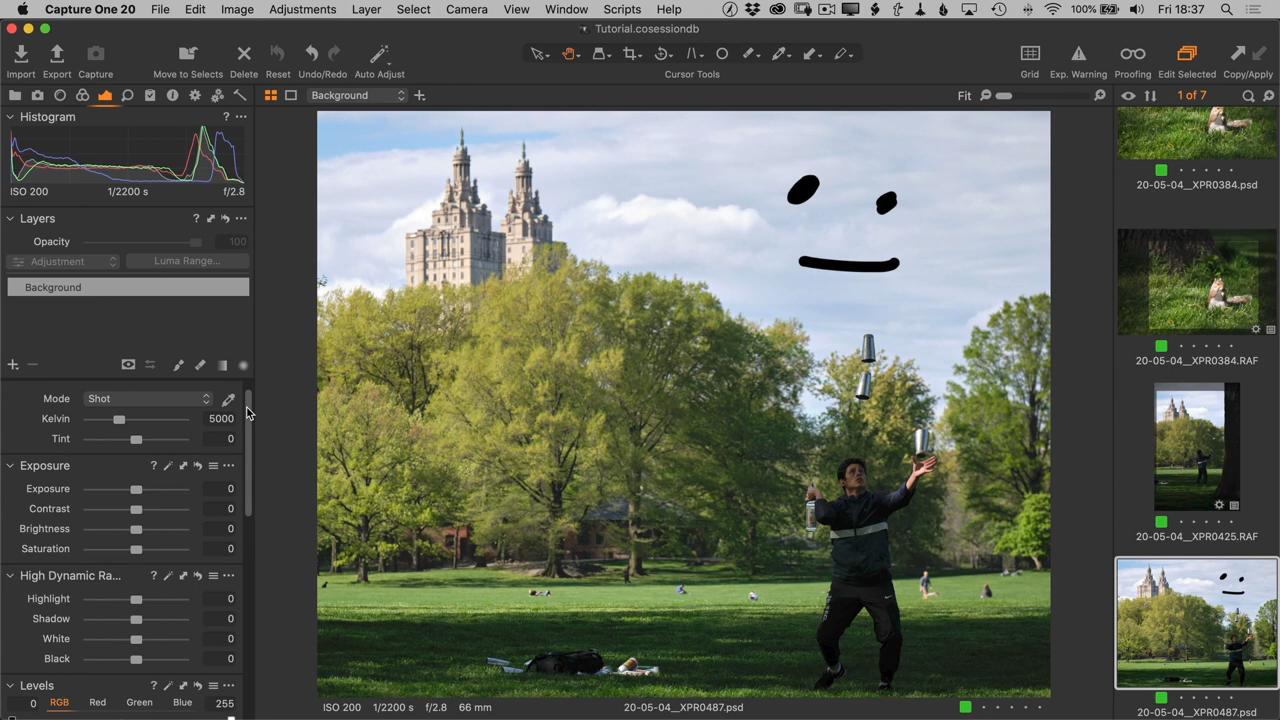 Capture One 20 File Edit Image Adjustments Layer Select Camera View Window Scripts Help 100% Fri 18:37
Tutorial.cosessiondb
Import Export Capture Move to Selects Delete Reset Undo/Redo Auto Adjust Cursor Tools Grid Exp. Warning Proofing Edit Selected Copy/Apply
Background Fit 1 of 7
Histogram
ISO 200 1/2200 s f/2.8
Layers
Opacity 100
Adjustment Luma Range...
Background
Mode Shot
Kelvin 5000
Tint 0
Exposure
Exposure 0
Contrast 0
Brightness 0
Saturation 0
High Dynamic Ra...
Highlight 0
Shadow 0
White 0
Black 0
Levels
0 RGB Red Green Blue 255
ISO 200 1/2200 s f/2.8 66 mm 20-05-04__XPR0487.psd
20-05-04__XPR0384.psd
20-05-04__XPR0384.RAF
20-05-04__XPR0425.RAF
20-05-04__XPR0487.psd